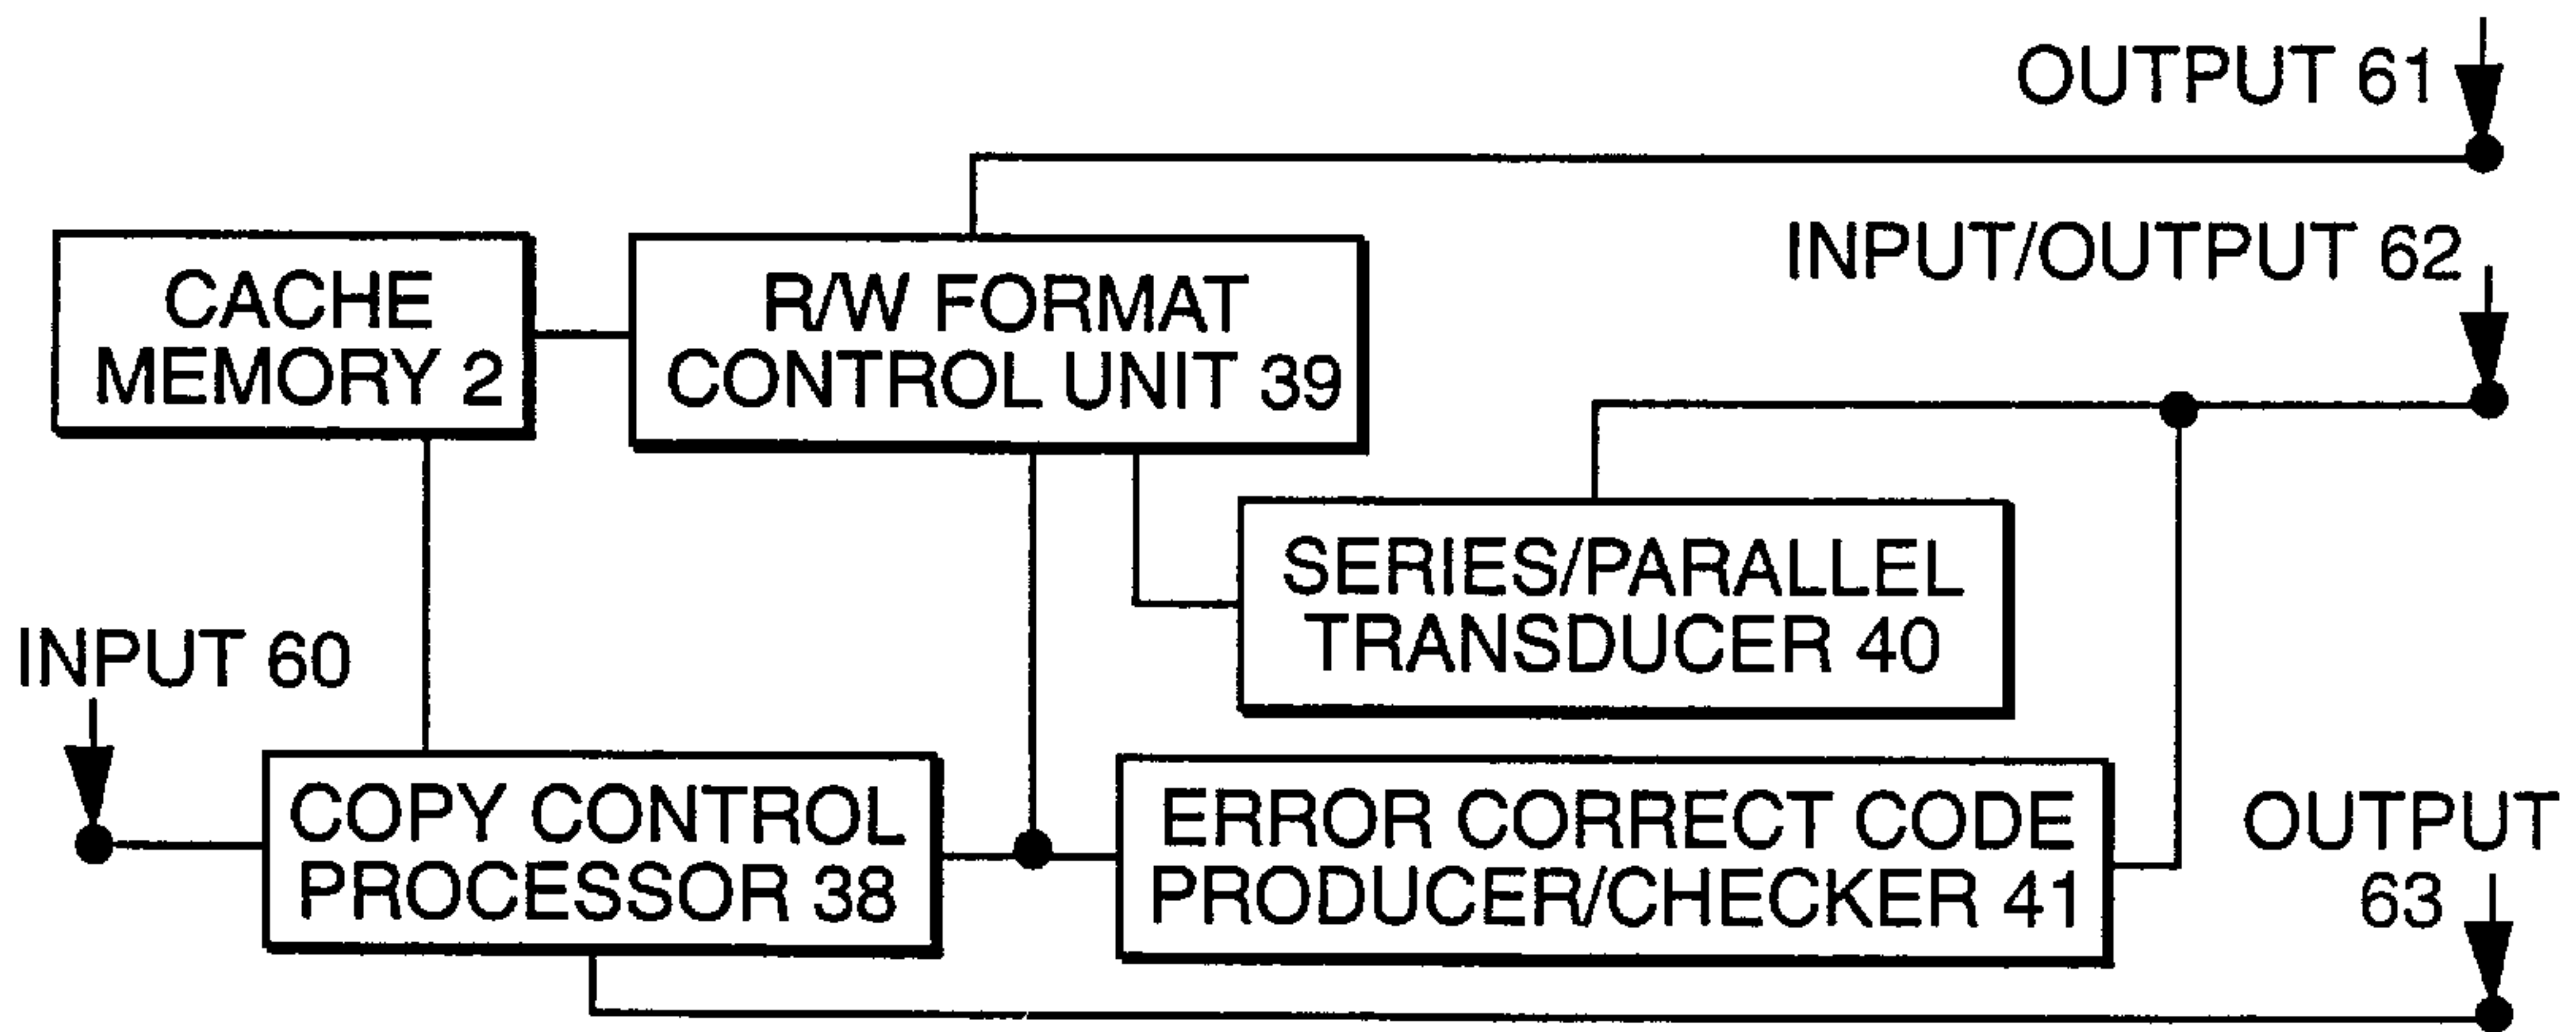 OUTPUT 61
INPUT/OUTPUT 62
CACHE
MEMORY 2
R/W FORMAT
CONTROL UNIT 39
SERIES/PARALLEL
TRANSDUCER 40
INPUT 60
COPY CONTROL
PROCESSOR 38
ERROR CORRECT CODE
PRODUCER/CHECKER 41
OUTPUT
63